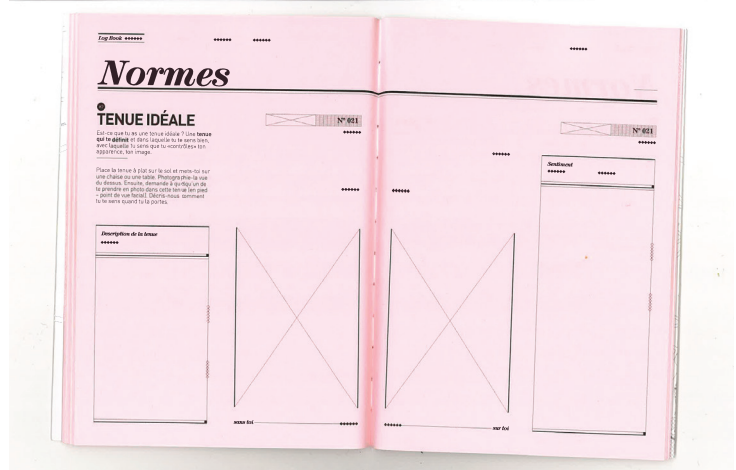 Log Book
Normes
TENUE IDÉALE
Est-ce que tu as une tenue idéale ? Une tenue
qui te définit et dans laquelle tu te sens bien,
avec laquelle tu sens que tu «contrôles» ton
apparence, ton image.
Place la tenue à plat sur le sol et mets-toi sur
une chaise ou une table. Photographie-la vue
du dessus. Ensuite, demande à quelqu'un de
te prendre en photo dans cette tenue (en pied
- point de vue facial). Décris-nous comment
tu te sens quand tu la portes.
Nº 021
Description de la tenue
sans toi
Nº 021
Sentiment
sur toi